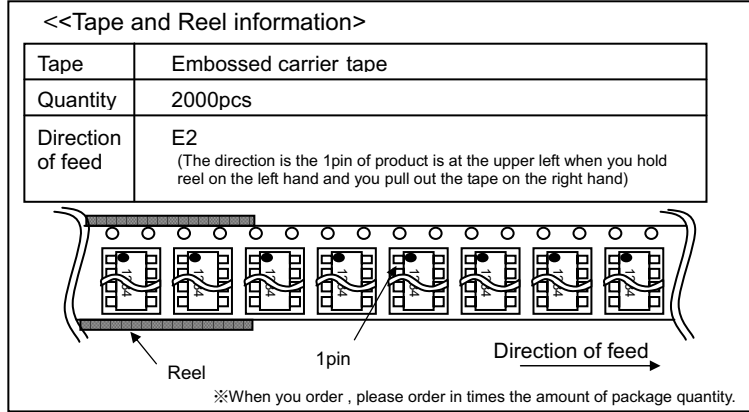 <<Tape and Reel information>
Tape Embossed carrier tape
Quantity 2000pcs
Direction of feed E2
(The direction is the 1pin of product is at the upper left when you hold
reel on the left hand and you pull out the tape on the right hand)
Reel
1pin
Direction of feed
※When you order , please order in times the amount of package quantity.